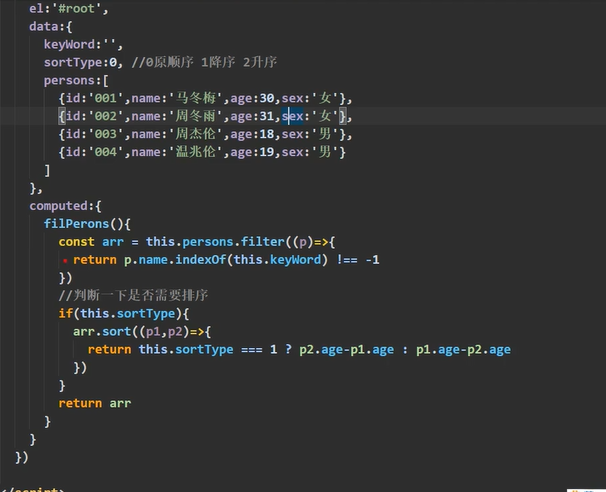 el:'#root',
data:{
keyWord:'',
sortType:0, //0原顺序 1降序 2升序
persons:[
{id:'001',name:'马冬梅',age:30,sex:'女'},
{id:'002',name:'周冬雨',age:31,sex:'女'},
{id:'003',name:'周杰伦',age:18,sex:'男'},
{id:'004',name:'温兆伦',age:19,sex:'男'}
]
},
computed:{
filPerons(){
const arr = this.persons.filter((p)=>{
return p.name.indexOf(this.keyWord) !== -1
})
//判断一下是否需要排序
if(this.sortType){
arr.sort((p1,p2)=>{
return this.sortType === 1 ? p2.age-p1.age : p1.age-p2.age
})
}
return arr
}
}
})
</script>